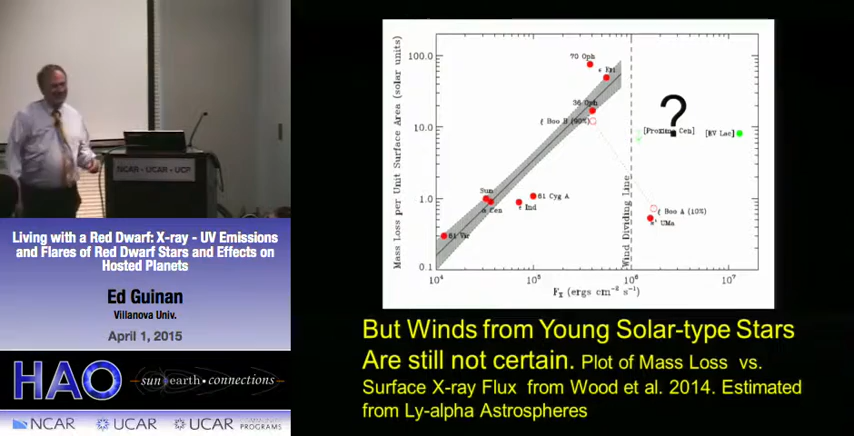 NCAR - UCAR - UCP
Living with a Red Dwarf: X-ray - UV Emissions
and Flares of Red Dwarf Stars and Effects on
Hosted Planets
Ed Guinan
Villanova Univ.
April 1, 2015
HAO
sun earth connections
NCAR
UCAR
UCAR
PROGRAMS
Mass Loss per Unit Surface Area (solar units)
100.0
10.0
1.0
0.1
70 Oph
ε Eri
36 Oph
ξ Boo B (90%)
?
[Proxima Cen]
[EV Lac]
Sun
α Cen
ε Ind
61 Cyg A
61 Vir
Wind Dividing Line
ξ Boo A (10%)
π¹ UMa
10⁴
10⁵
10⁶
10⁷
Fx (ergs cm⁻² s⁻¹)
But Winds from Young Solar-type Stars
Are still not certain. Plot of Mass Loss vs.
Surface X-ray Flux from Wood et al. 2014. Estimated
from Ly-alpha Astrospheres